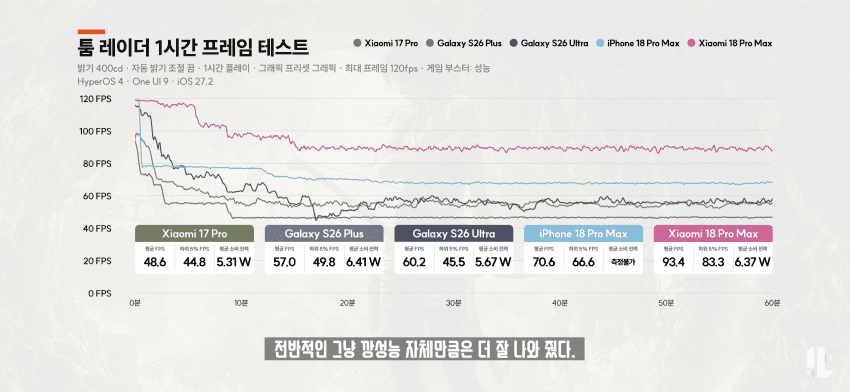 툼 레이더 1시간 프레임 테스트
Xiaomi 17 Pro Galaxy S26 Plus Galaxy S26 Ultra iPhone 18 Pro Max Xiaomi 18 Pro Max
밝기 400cd · 자동 밝기 조절 끔 · 1시간 플레이 · 그래픽 프리셋 그래픽 · 최대 프레임 120fps · 게임 부스터: 성능
HyperOS 4 · One UI 9 · iOS 27.2
120 FPS
100 FPS
80 FPS
60 FPS
40 FPS
20 FPS
0 FPS
Xiaomi 17 Pro
평균 FPS 하위 5% FPS 평균 소비 전력
48.6 44.8 5.31 W
Galaxy S26 Plus
평균 FPS 하위 5% FPS 평균 소비 전력
57.0 49.8 6.41 W
Galaxy S26 Ultra
평균 FPS 하위 5% FPS 평균 소비 전력
60.2 45.5 5.67 W
iPhone 18 Pro Max
평균 FPS 하위 5% FPS 평균 소비 전력
70.6 66.6 측정불가
Xiaomi 18 Pro Max
평균 FPS 하위 5% FPS 평균 소비 전력
93.4 83.3 6.37 W
0분 10분 20분 30분 40분 50분 60분
전반적인 그냥 깡성능 자체만큼은 더 잘 나와 줬다.